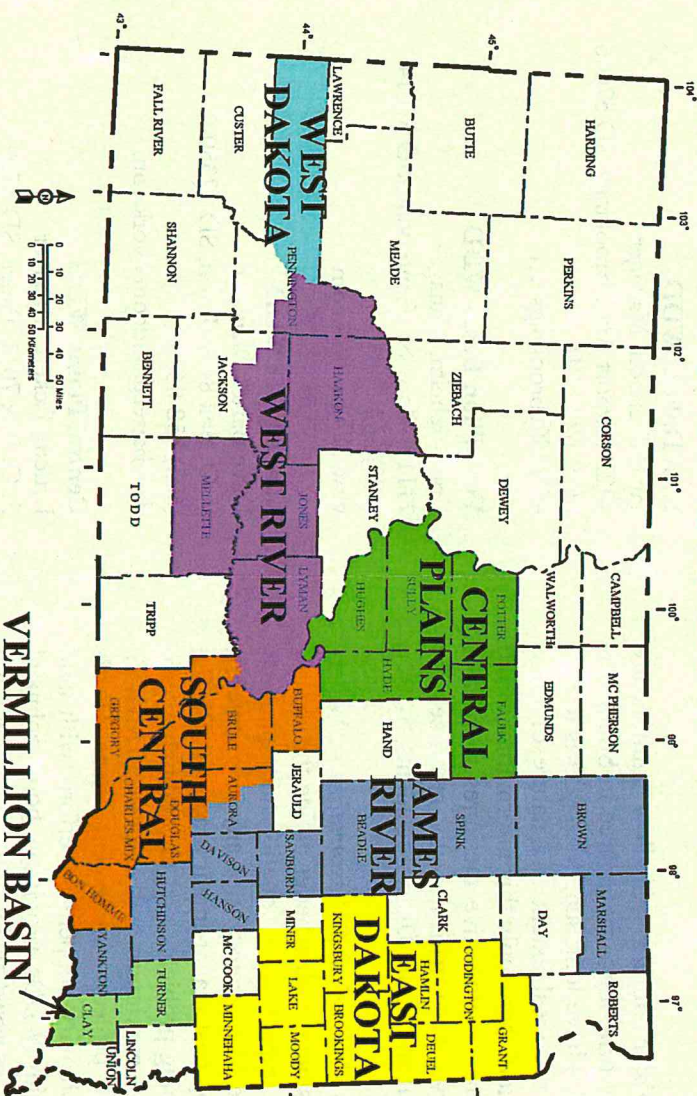 104°
103°
102°
101°
100°
99°
98°
97°
45°
44°
43°
HARDING
PERKINS
CORSON
CAMPBELL
MC PHERSON
BROWN
MARSHALL
ROBERTS
BUTTE
MEADE
ZIEBACH
DEWEY
WALWORTH
EDMUNDS
DAY
POTTER
FAULK
SPINK
CLARK
CODINGTON
GRANT
HAMLIN
DEUEL
LAWRENCE
PENNINGTON
HAAKON
STANLEY
SULLY
HUGHES
HYDE
HAND
BEADLE
KINGSBURY
BROOKINGS
CUSTER
JACKSON
JONES
LYMAN
BUFFALO
JERAULD
SANBORN
MINER
LAKE
MOODY
MELLETTE
BRULE
AURORA
DAVISON
HANSON
MC COOK
MINNEHAHA
FALL RIVER
SHANNON
BENNETT
TODD
TRIPP
GREGORY
CHARLES MIX
DOUGLAS
HUTCHINSON
TURNER
LINCOLN
BON HOMME
YANKTON
CLAY
UNION
WEST
DAKOTA
WEST RIVER
CENTRAL
PLAINS
SOUTH
CENTRAL
JAMES
RIVER
EAST
DAKOTA
VERMILLION BASIN
N
0 10 20 30 40 50 Miles
0 10 20 30 40 50 Kilometers